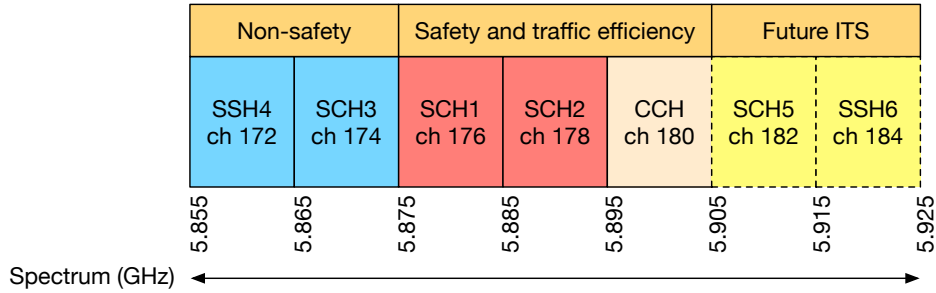 Non-safety
Safety and traffic efficiency
Future ITS
SSH4
ch 172
SCH3
ch 174
SCH1
ch 176
SCH2
ch 178
CCH
ch 180
SCH5
ch 182
SSH6
ch 184
5.855
5.865
5.875
5.885
5.895
5.905
5.915
5.925
Spectrum (GHz)